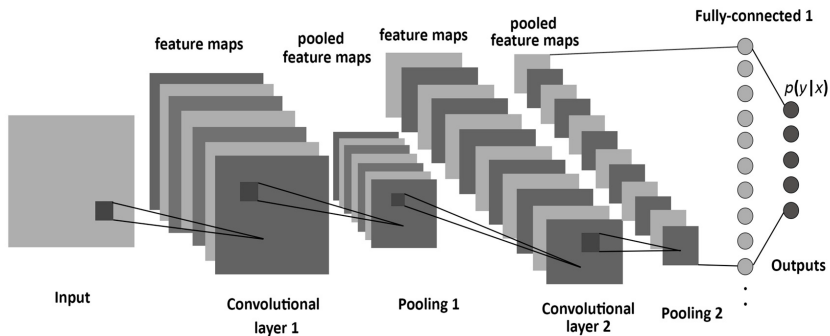 Fully-connected 1
feature maps
pooled
feature maps
feature maps
pooled
feature maps
p(y|x)
Input
Convolutional
layer 1
Pooling 1
Convolutional
layer 2
Pooling 2
Outputs